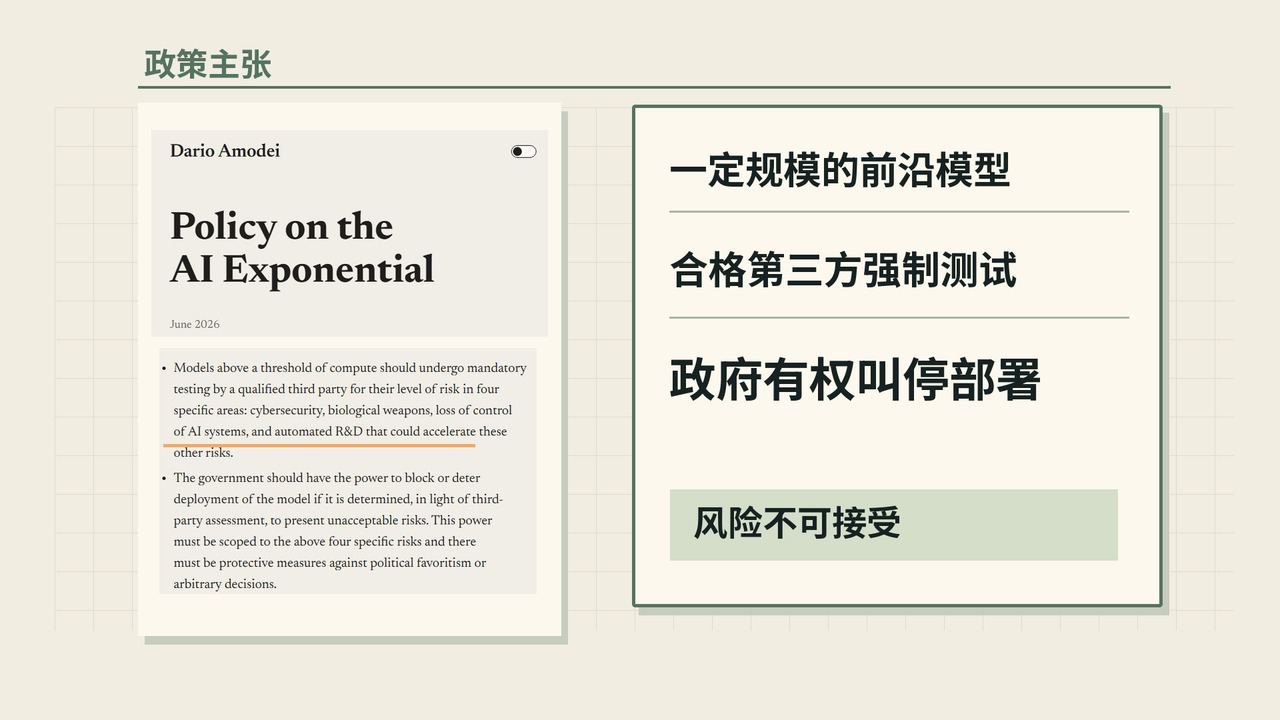 政策主张
Dario Amodei
Policy on the
AI Exponential
June 2026
• Models above a threshold of compute should undergo mandatory
testing by a qualified third party for their level of risk in four
specific areas: cybersecurity, biological weapons, loss of control
of AI systems, and automated R&D that could accelerate these
other risks.
• The government should have the power to block or deter
deployment of the model if it is determined, in light of third-
party assessment, to present unacceptable risks. This power
must be scoped to the above four specific risks and there
must be protective measures against political favoritism or
arbitrary decisions.
一定规模的前沿模型
合格第三方强制测试
政府有权叫停部署
风险不可接受